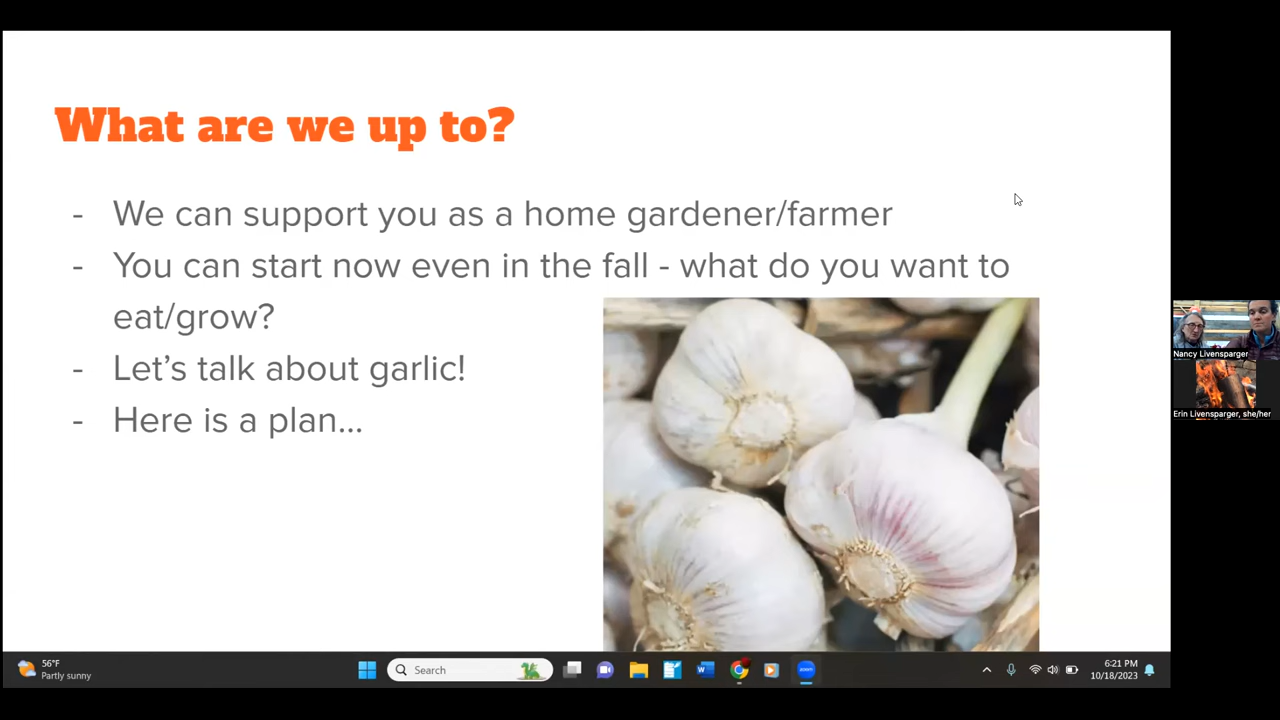 What are we up to?
- We can support you as a home gardener/farmer
- You can start now even in the fall - what do you want to
eat/grow?
- Let's talk about garlic!
- Here is a plan...
Nancy Livensparger
Erin Livensparger, she/her
56°F
Partly sunny
Search
W
zoom
6:21 PM
10/18/2023